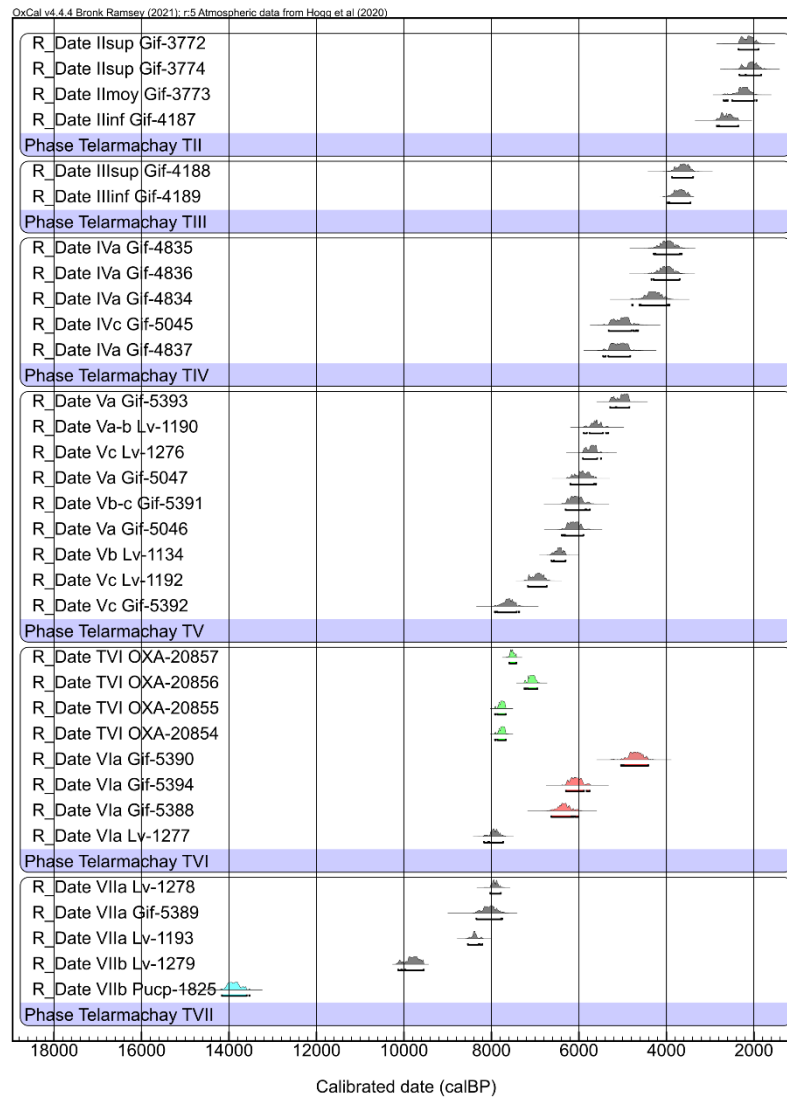 OxCal v4.4.4 Bronk Ramsey (2021); r:5 Atmospheric data from Hogg et al (2020)
R_Date IIsup Gif-3772
R_Date IIsup Gif-3774
R_Date IImoy Gif-3773
R_Date IIinf Gif-4187
Phase Telarmachay TII
R_Date IIIsup Gif-4188
R_Date IIIinf Gif-4189
Phase Telarmachay TIII
R_Date IVa Gif-4835
R_Date IVa Gif-4836
R_Date IVa Gif-4834
R_Date IVc Gif-5045
R_Date IVa Gif-4837
Phase Telarmachay TIV
R_Date Va Gif-5393
R_Date Va-b Lv-1190
R_Date Vc Lv-1276
R_Date Va Gif-5047
R_Date Vb-c Gif-5391
R_Date Va Gif-5046
R_Date Vb Lv-1134
R_Date Vc Lv-1192
R_Date Vc Gif-5392
Phase Telarmachay TV
R_Date TVI OXA-20857
R_Date TVI OXA-20856
R_Date TVI OXA-20855
R_Date TVI OXA-20854
R_Date VIa Gif-5390
R_Date VIa Gif-5394
R_Date VIa Gif-5388
R_Date VIa Lv-1277
Phase Telarmachay TVI
R_Date VIIa Lv-1278
R_Date VIIa Gif-5389
R_Date VIIa Lv-1193
R_Date VIIb Lv-1279
R_Date VIIb Pucp-1825
Phase Telarmachay TVII
18000 16000 14000 12000 10000 8000 6000 4000 2000
Calibrated date (calBP)